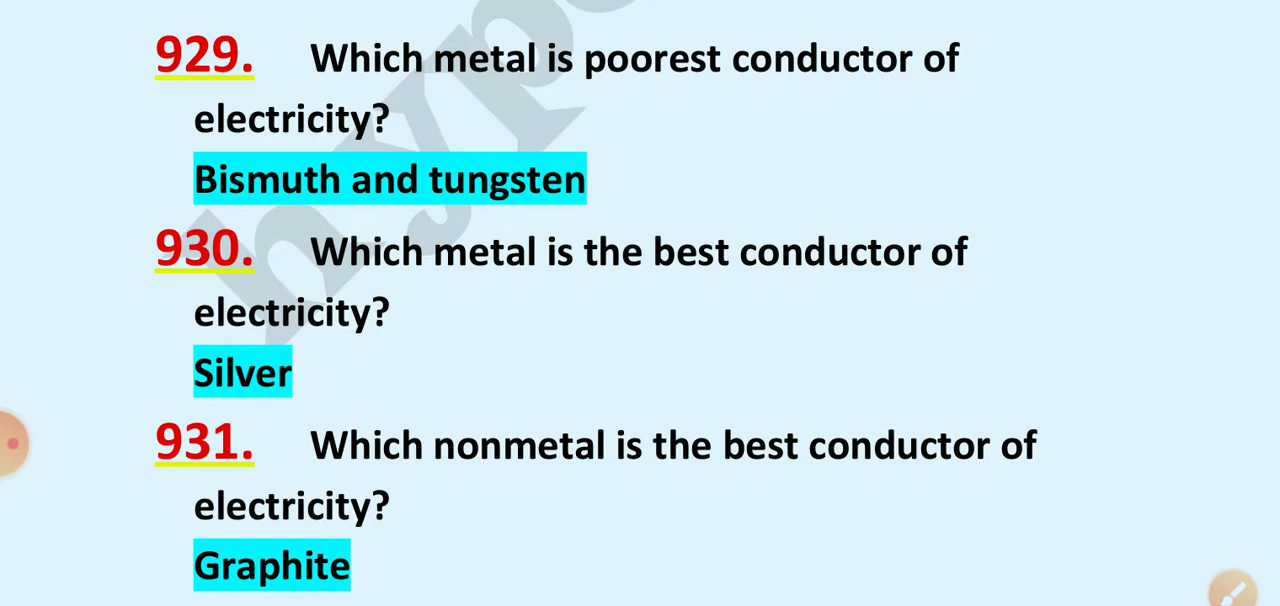 929. Which metal is poorest conductor of
electricity?
Bismuth and tungsten
930. Which metal is the best conductor of
electricity?
Silver
931. Which nonmetal is the best conductor of
electricity?
Graphite